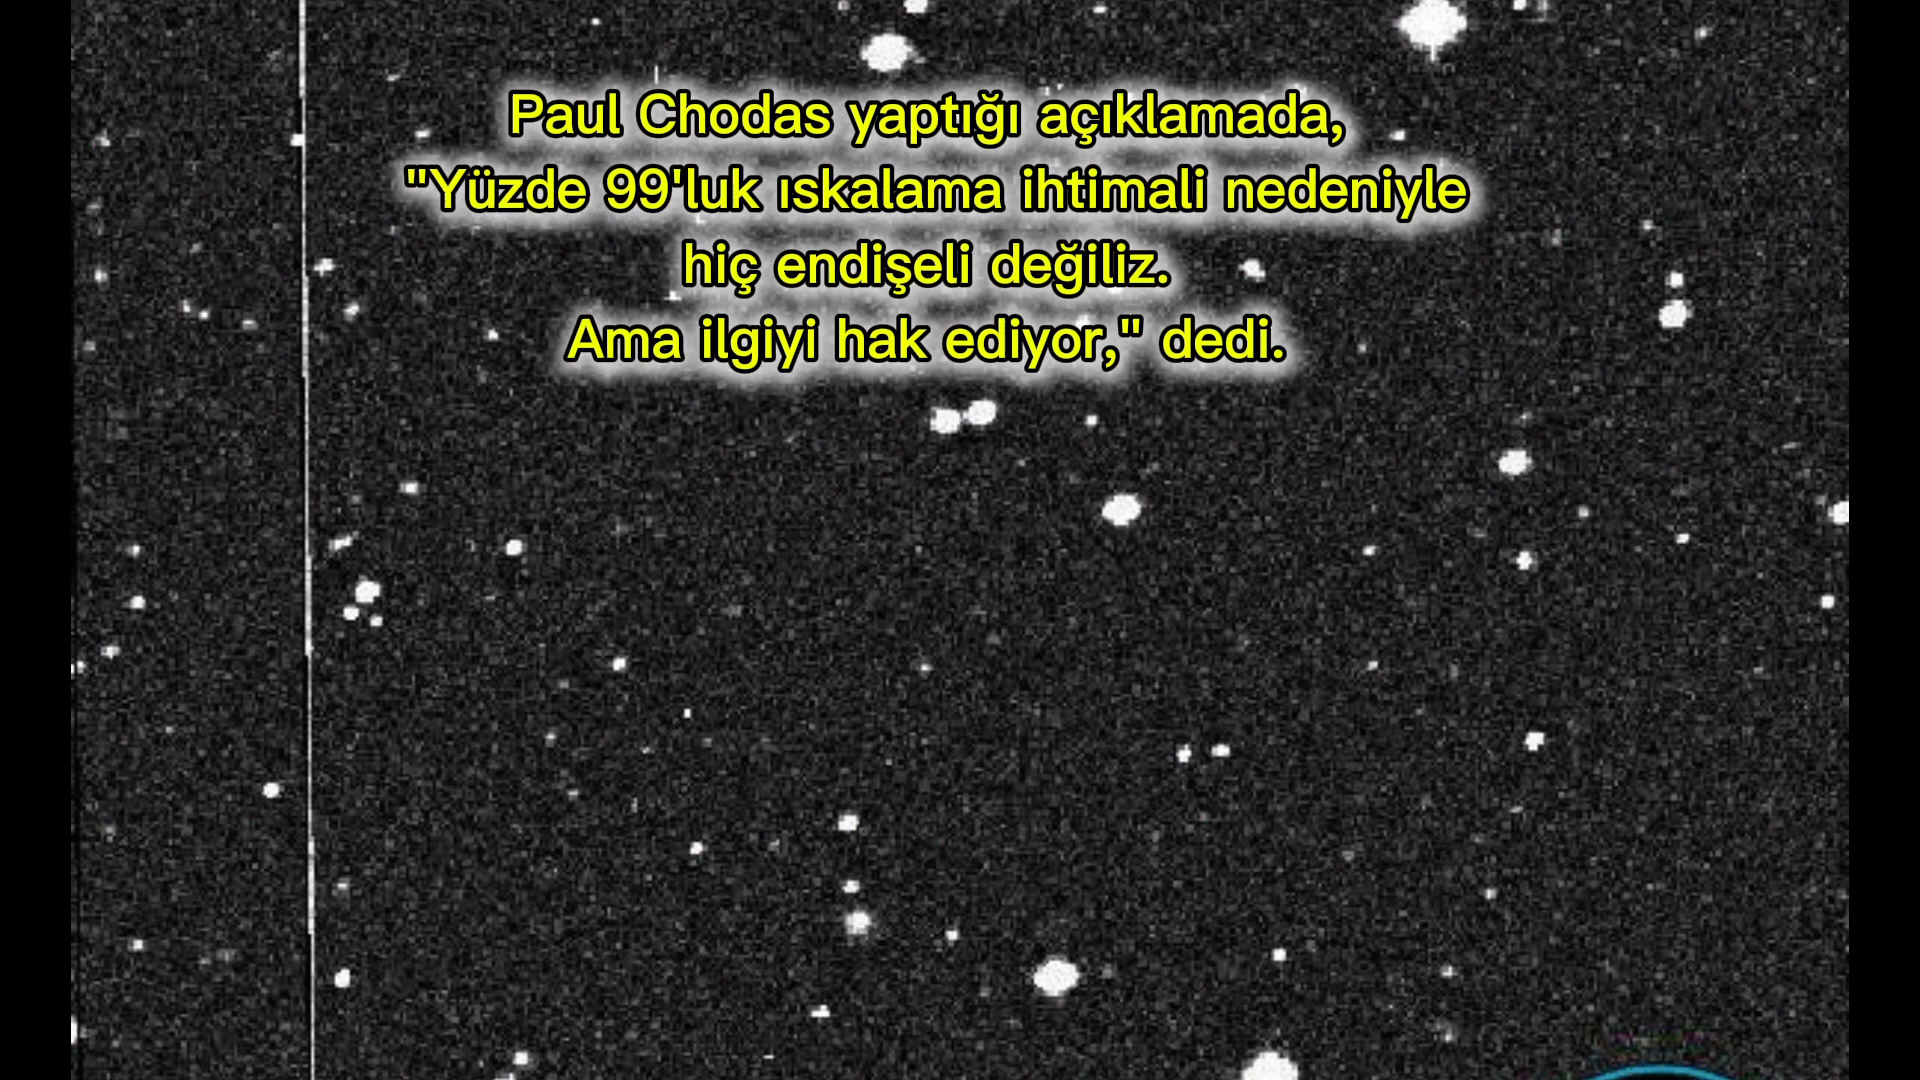 Paul Chodas yaptığı açıklamada,
"Yüzde 99'luk ıskalama ihtimali nedeniyle
hiç endişeli değiliz.
Ama ilgiyi hak ediyor," dedi.